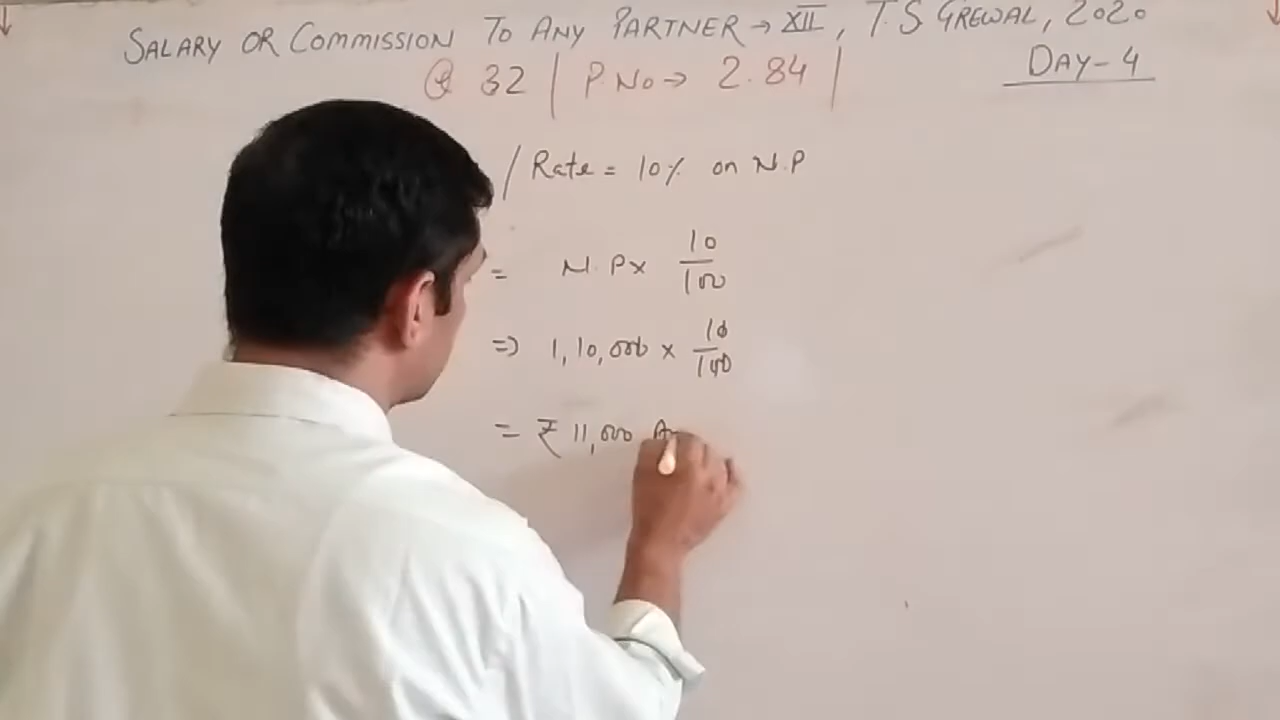 SALARY OR COMMISSION TO ANY PARTNER → XII, T.S GREWAL, 2020
Q 32 | P No → 2.84 |
DAY-4
/ Rate = 10% on N.P
= N.P x 10/100
=> 1,10,000 x 10/100
= ₹ 11,000